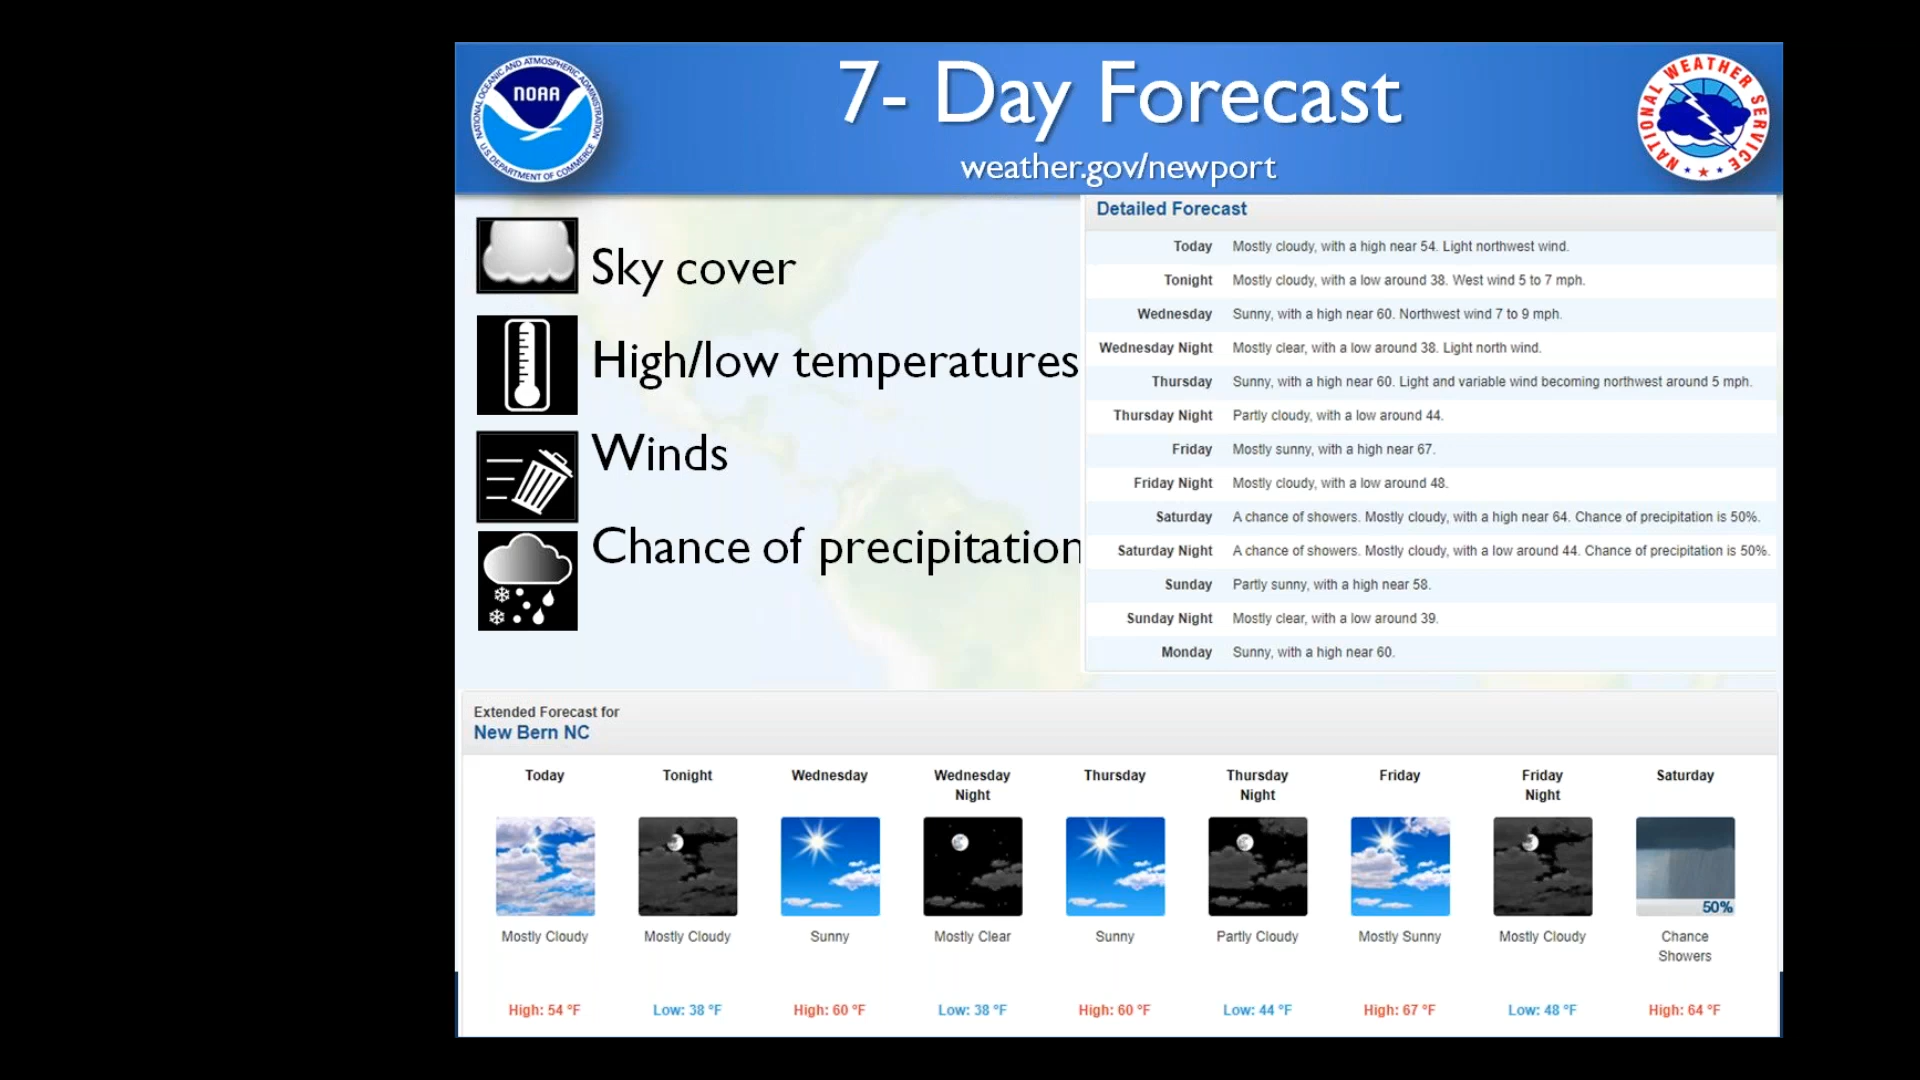 NOAA
NATIONAL OCEANIC AND ATMOSPHERIC ADMINISTRATION
U.S. DEPARTMENT OF COMMERCE
7- Day Forecast
weather.gov/newport
NATIONAL WEATHER SERVICE
Sky cover
High/low temperatures
Winds
Chance of precipitation
Detailed Forecast
Today Mostly cloudy, with a high near 54. Light northwest wind.
Tonight Mostly cloudy, with a low around 38. West wind 5 to 7 mph.
Wednesday Sunny, with a high near 60. Northwest wind 7 to 9 mph.
Wednesday Night Mostly clear, with a low around 38. Light north wind.
Thursday Sunny, with a high near 60. Light and variable wind becoming northwest around 5 mph.
Thursday Night Partly cloudy, with a low around 44.
Friday Mostly sunny, with a high near 67.
Friday Night Mostly cloudy, with a low around 48.
Saturday A chance of showers. Mostly cloudy, with a high near 64. Chance of precipitation is 50%.
Saturday Night A chance of showers. Mostly cloudy, with a low around 44. Chance of precipitation is 50%.
Sunday Partly sunny, with a high near 58.
Sunday Night Mostly clear, with a low around 39.
Monday Sunny, with a high near 60.
Extended Forecast for
New Bern NC
Today Tonight Wednesday Wednesday Thursday Thursday Friday Friday Saturday
Night Night Night
50%
Mostly Cloudy Mostly Cloudy Sunny Mostly Clear Sunny Partly Cloudy Mostly Sunny Mostly Cloudy Chance
Showers
High: 54 °F Low: 38 °F High: 60 °F Low: 38 °F High: 60 °F Low: 44 °F High: 67 °F Low: 48 °F High: 64 °F